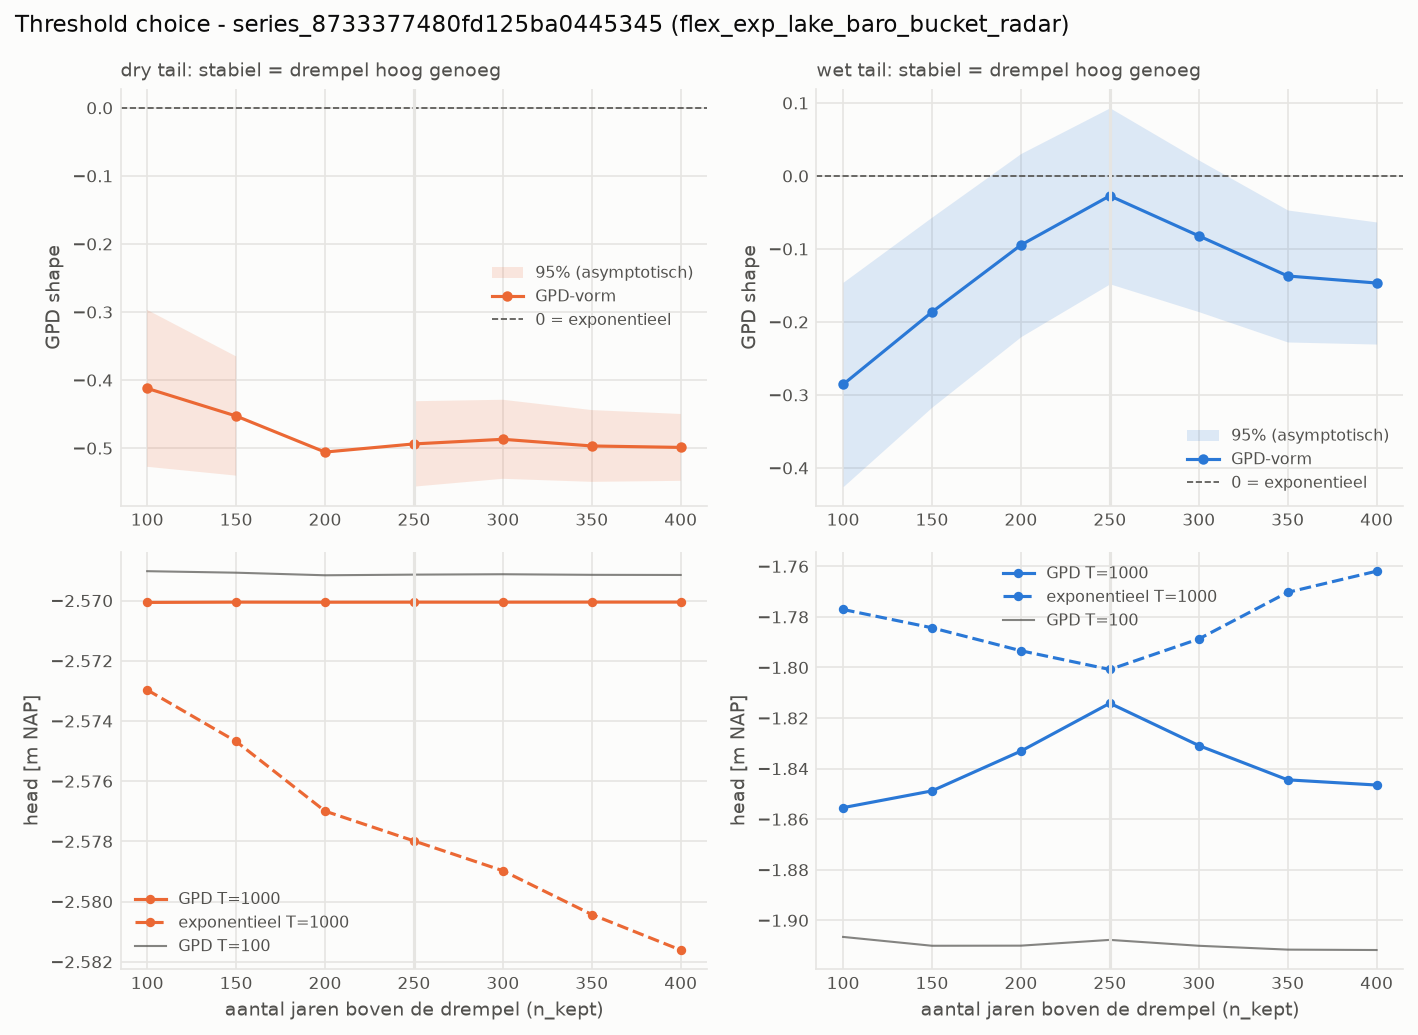 Threshold choice - series_8733377480fd125ba0445345 (flex_exp_lake_baro_bucket_radar)
dry tail: stabiel = drempel hoog genoeg
GPD shape
0.0
−0.1
−0.2
−0.3
−0.4
−0.5
95% (asymptotisch)
GPD-vorm
0 = exponentieel
100 150 200 250 300 350 400
wet tail: stabiel = drempel hoog genoeg
GPD shape
0.1
0.0
−0.1
−0.2
−0.3
−0.4
95% (asymptotisch)
GPD-vorm
0 = exponentieel
100 150 200 250 300 350 400
head [m NAP]
−2.570
−2.572
−2.574
−2.576
−2.578
−2.580
−2.582
GPD T=1000
exponentieel T=1000
GPD T=100
100 150 200 250 300 350 400
aantal jaren boven de drempel (n_kept)
head [m NAP]
−1.76
−1.78
−1.80
−1.82
−1.84
−1.86
−1.88
−1.90
GPD T=1000
exponentieel T=1000
GPD T=100
100 150 200 250 300 350 400
aantal jaren boven de drempel (n_kept)